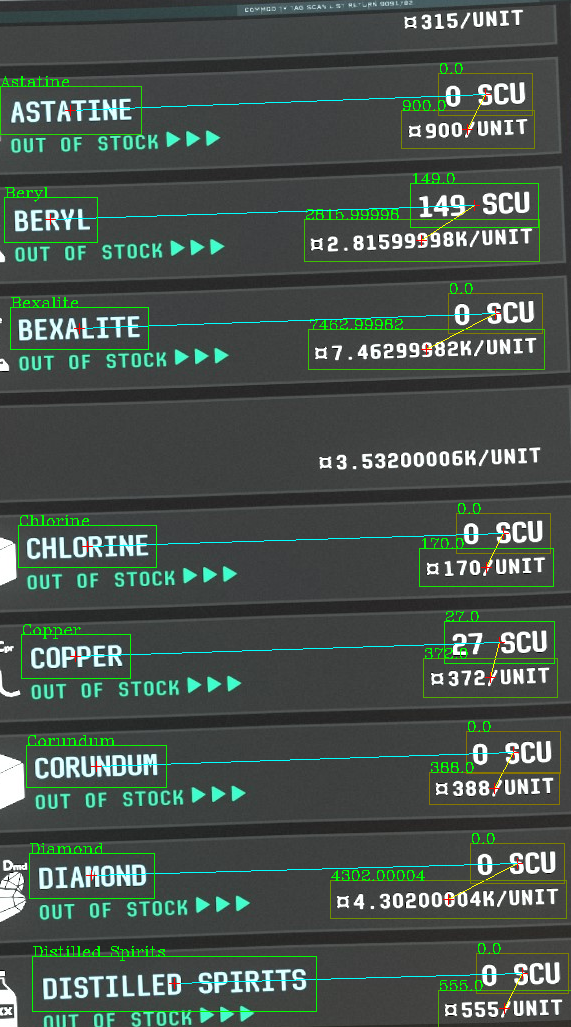 ¤315/UNIT
Astatine
0.0
ASTATINE
0 SCU
900.0
OUT OF STOCK
¤900/UNIT
Beryl
149.0
BERYL
149 SCU
2815.99998
OUT OF STOCK
¤2.81599998K/UNIT
Bexalite
0.0
BEXALITE
0 SCU
7462.99982
OUT OF STOCK
¤7.46299982K/UNIT
¤3.53200006K/UNIT
Chlorine
0.0
CHLORINE
0 SCU
170.0
OUT OF STOCK
¤170/UNIT
Copper
27.0
Cpr
COPPER
27 SCU
372.0
OUT OF STOCK
¤372/UNIT
Corundum
0.0
CORUNDUM
0 SCU
388.0
OUT OF STOCK
¤388/UNIT
Diamond
0.0
Dmd
DIAMOND
0 SCU
4302.00004
OUT OF STOCK
¤4.30200004K/UNIT
Distilled Spirits
0.0
DISTILLED SPIRITS
0 SCU
555.0
OUT OF STOCK
¤555/UNIT